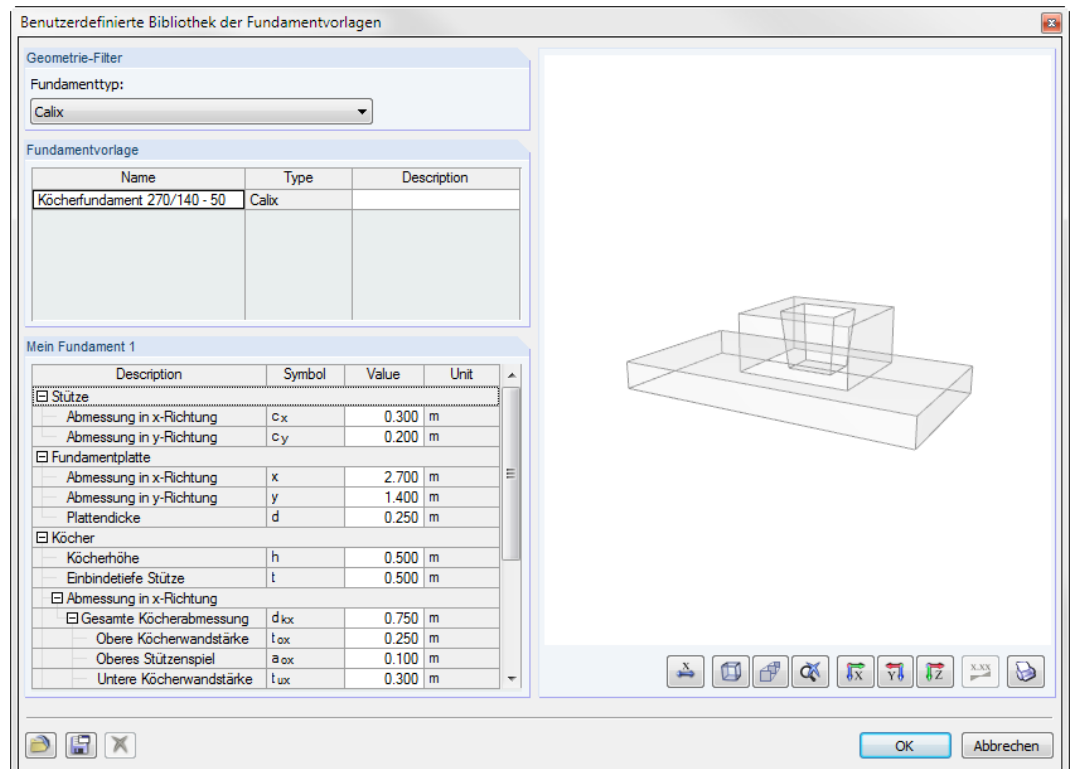 Benutzerdefinierte Bibliothek der Fundamentvorlagen
Geometrie-Filter
Fundamenttyp:
Calix
Fundamentvorlage
Name Type Description
Köcherfundament 270/140 - 50 Calix
Mein Fundament 1
Description Symbol Value Unit
Stütze
Abmessung in x-Richtung cx 0.300 m
Abmessung in y-Richtung cy 0.200 m
Fundamentplatte
Abmessung in x-Richtung x 2.700 m
Abmessung in y-Richtung y 1.400 m
Plattendicke d 0.250 m
Köcher
Köcherhöhe h 0.500 m
Einbindetiefe Stütze t 0.500 m
Abmessung in x-Richtung
Gesamte Köcherabmessung dkx 0.750 m
Obere Köcherwandstärke tox 0.250 m
Oberes Stützenspiel aox 0.100 m
Untere Köcherwandstärke tux 0.300 m
X X Y Z x.xx
OK Abbrechen